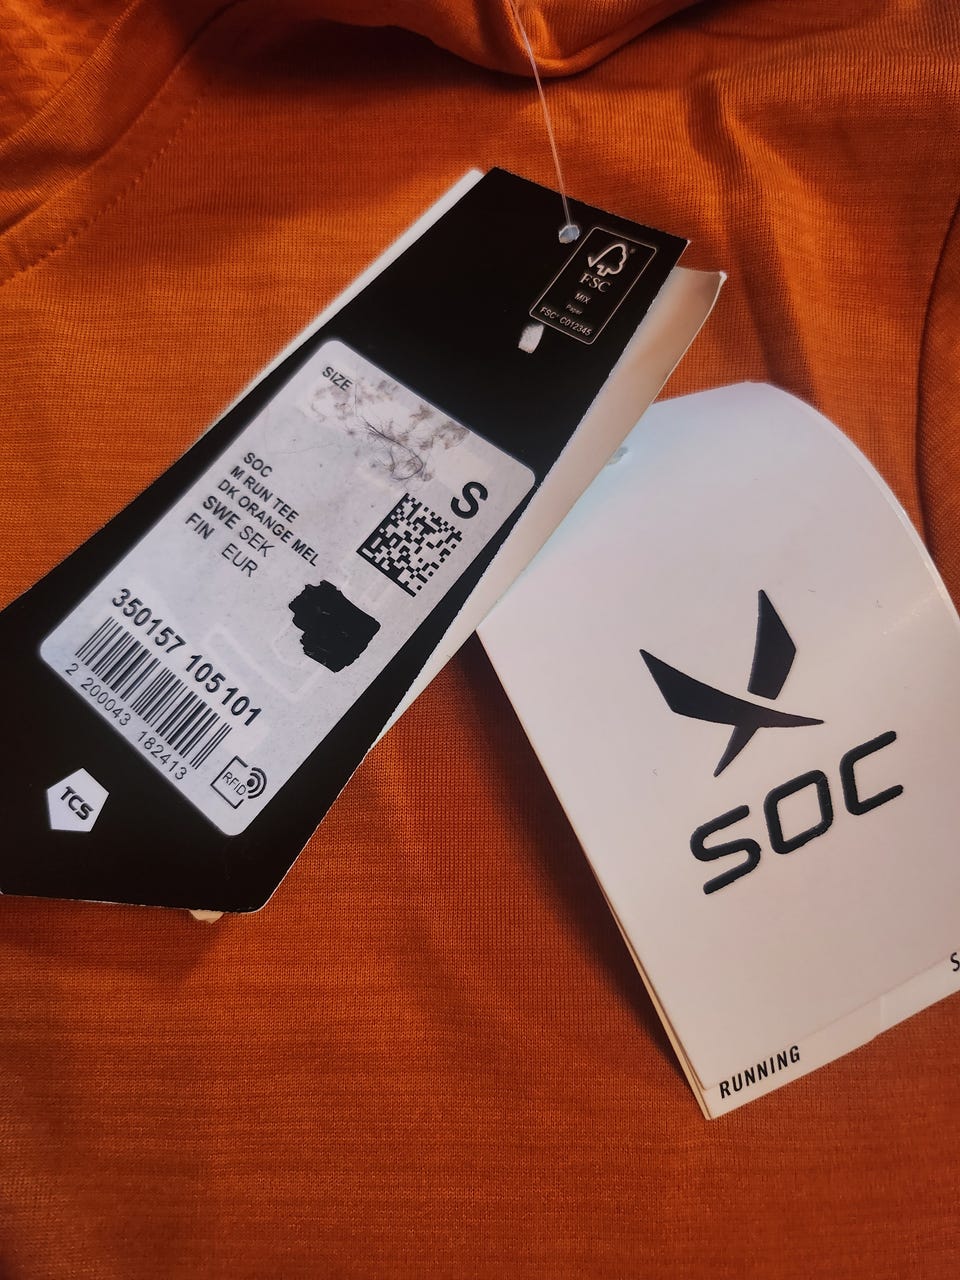 FSC
MIX
Paper
FSC® C012345
SIZE
S
SOC
M RUN TEE
DK ORANGE MEL
SWE SEK
FIN EUR
350157 105101
2 200043 182413
RFID
TCS
SOC
S
RUNNING